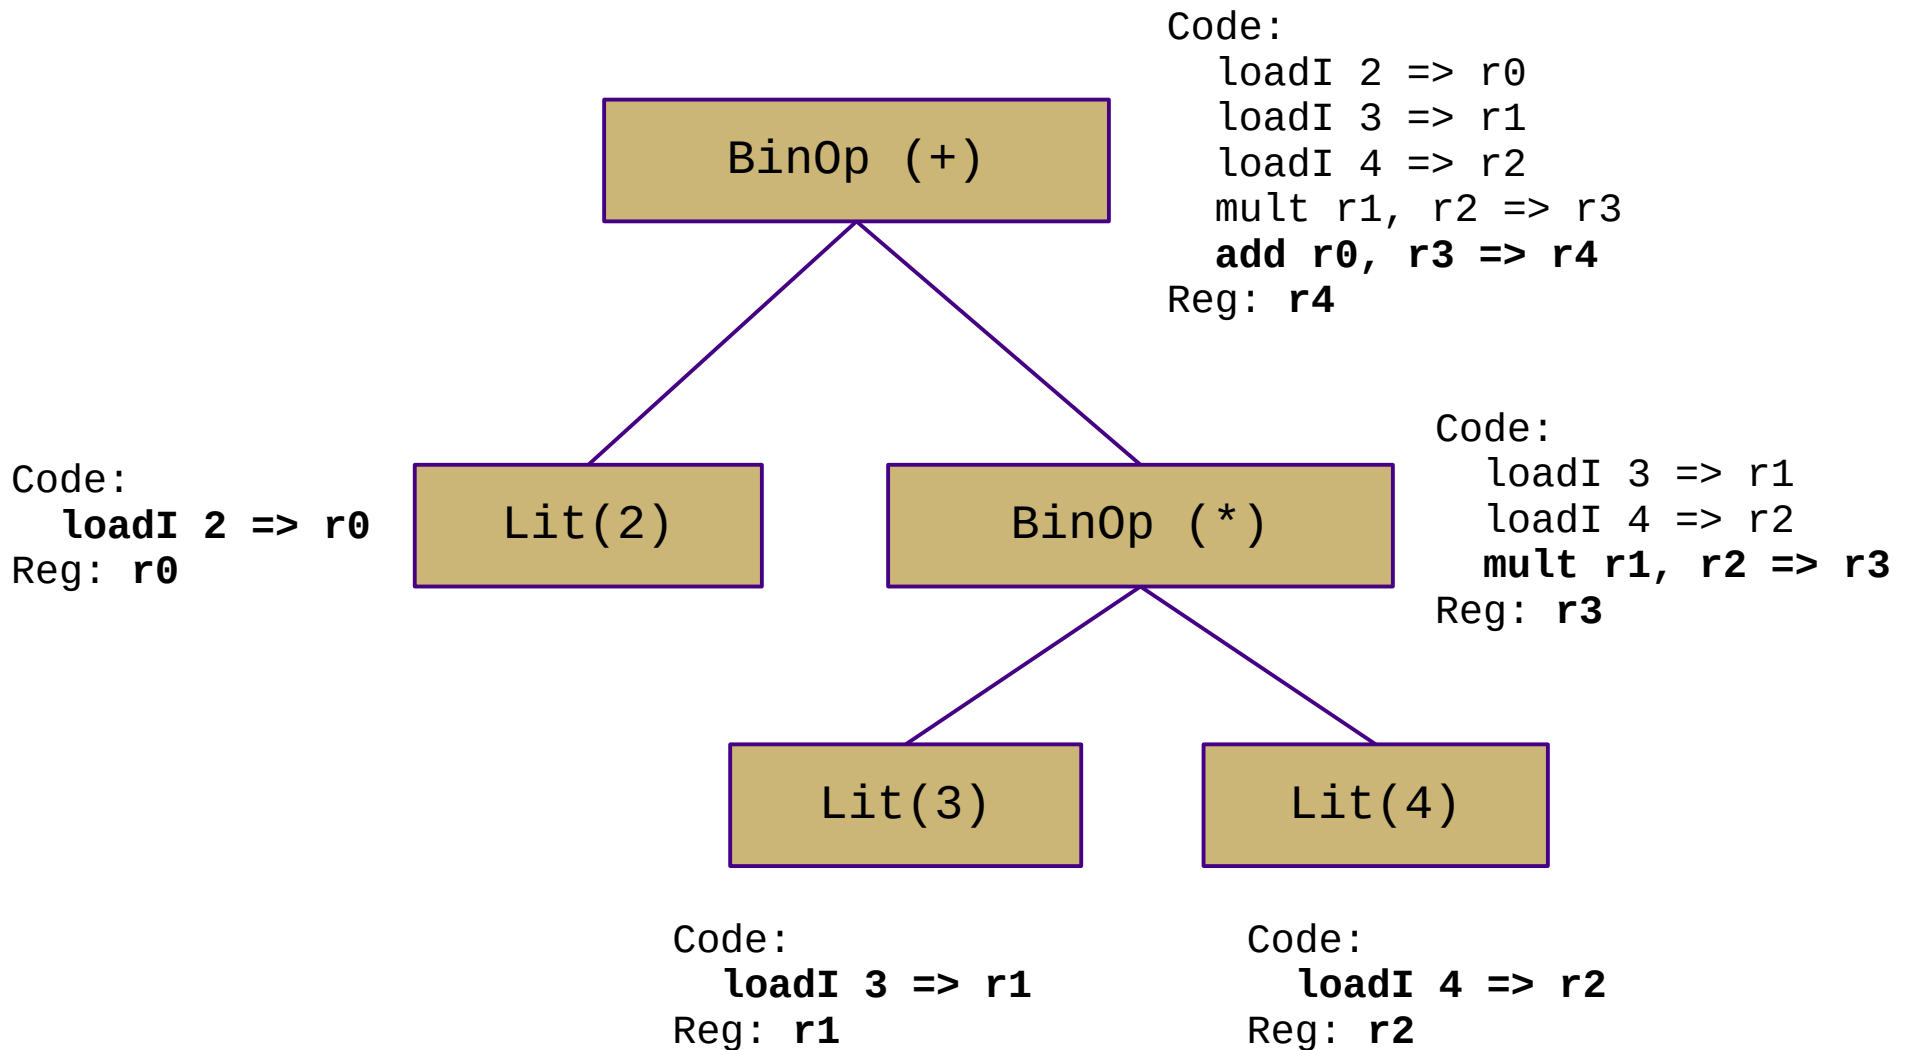 Code:
loadI 2 => r0
loadI 3 => r1
loadI 4 => r2
mult r1, r2 => r3
add r0, r3 => r4
Reg: r4
BinOp (+)
Code:
loadI 2 => r0
Reg: r0
Lit(2)
BinOp (*)
Code:
loadI 3 => r1
loadI 4 => r2
mult r1, r2 => r3
Reg: r3
Lit(3)
Lit(4)
Code:
loadI 3 => r1
Reg: r1
Code:
loadI 4 => r2
Reg: r2